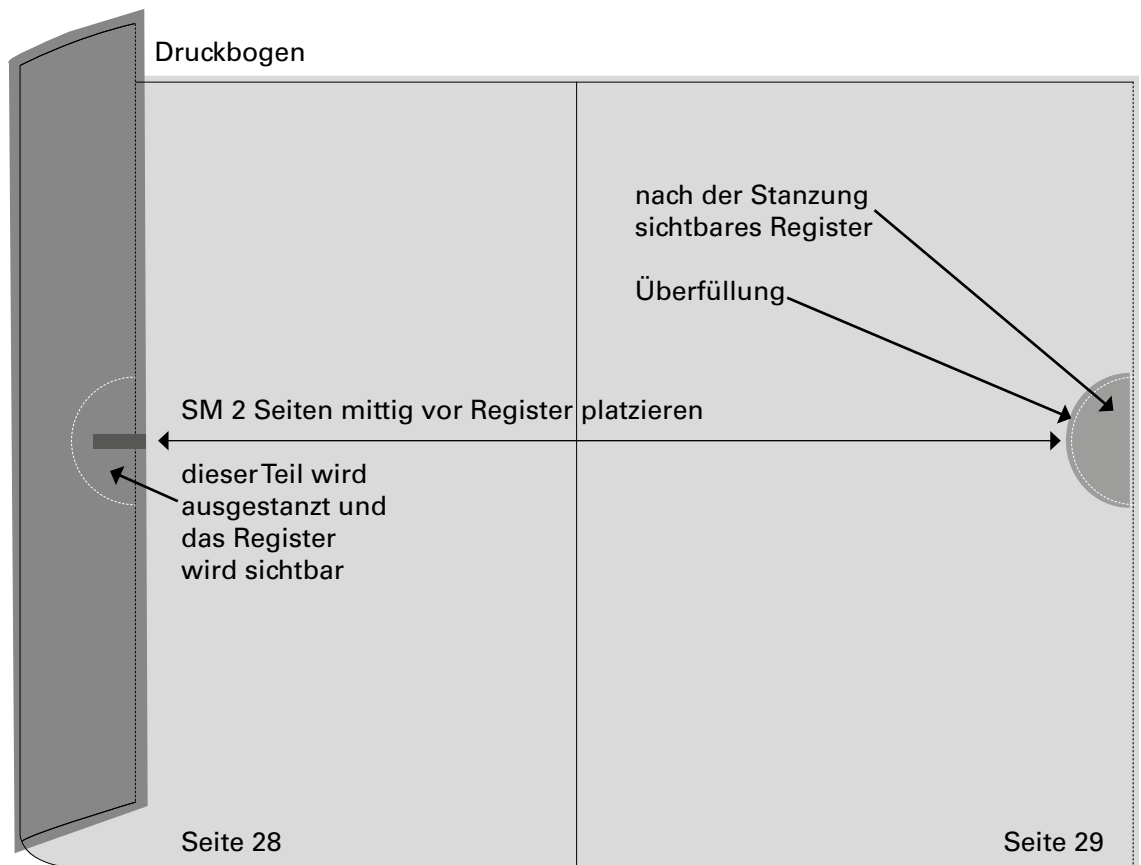 Druckbogen
nach der Stanzung
sichtbares Register
Überfüllung
SM 2 Seiten mittig vor Register platzieren
dieser Teil wird
ausgestanzt und
das Register
wird sichtbar
Seite 28
Seite 29